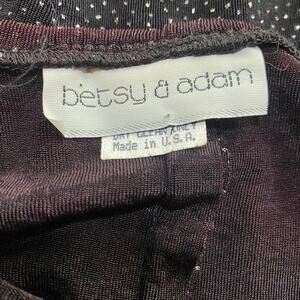 betsy & adam
DRY CLEAN ONLY
Made in U.S.A.